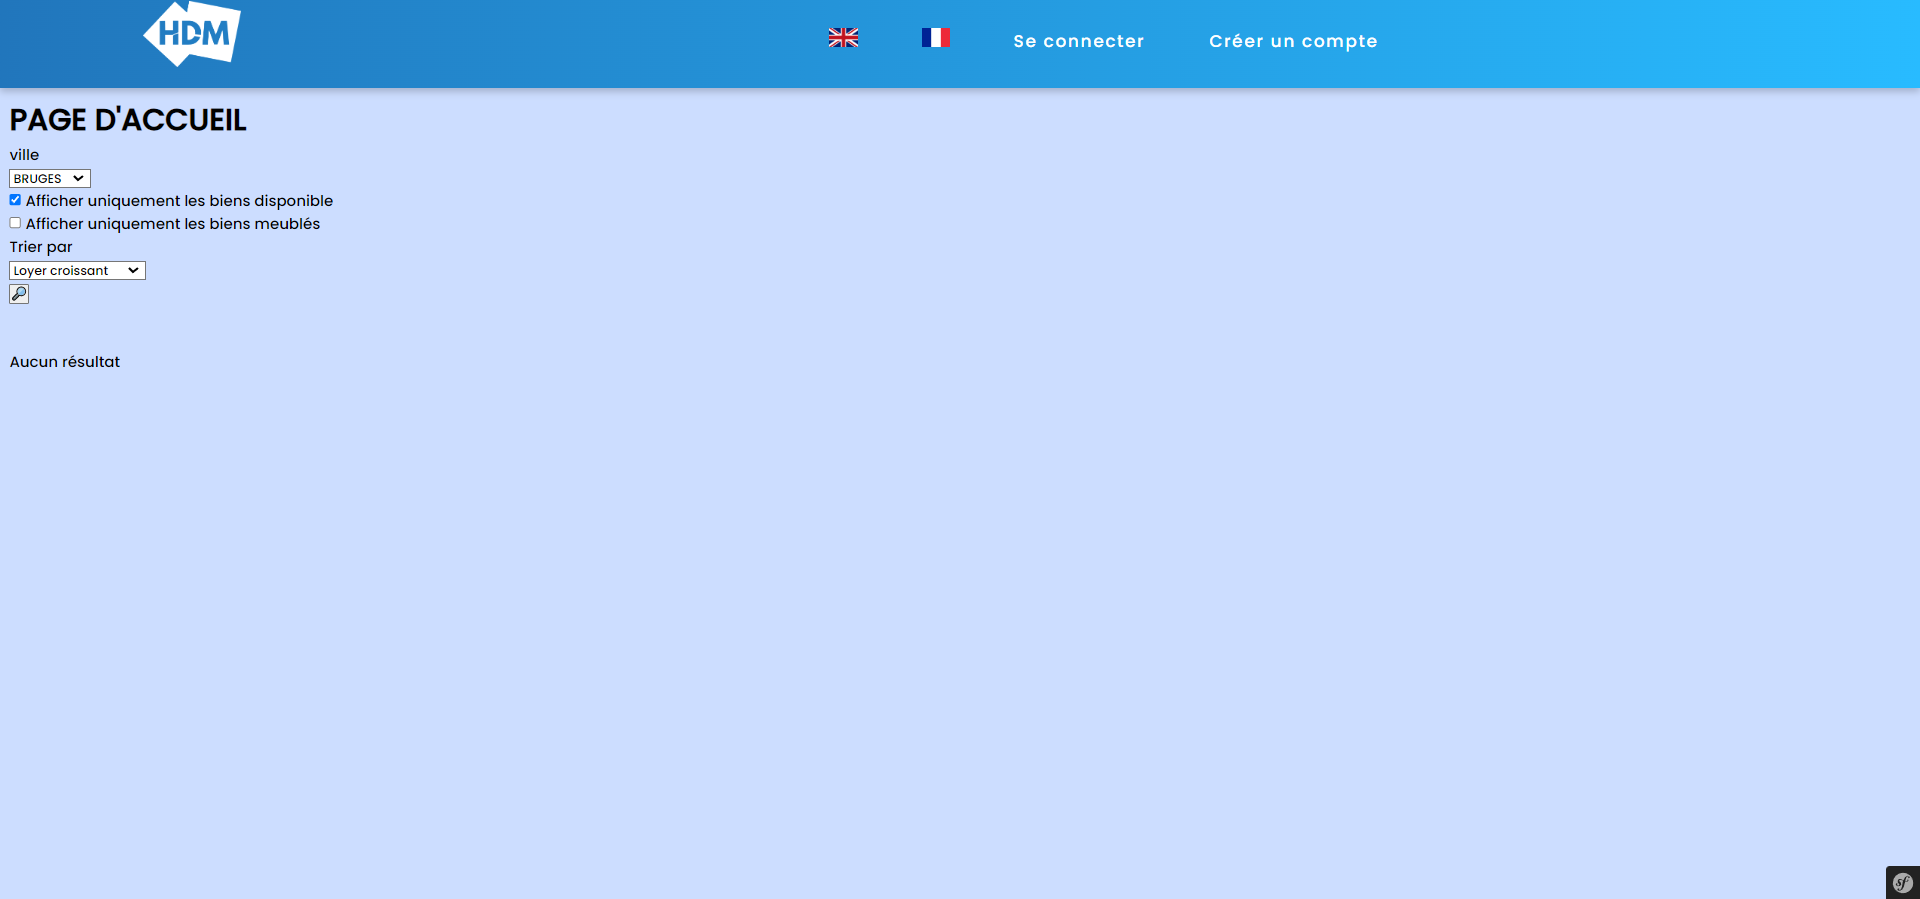 HDM
Se connecter
Créer un compte
PAGE D'ACCUEIL
ville
BRUGES
Afficher uniquement les biens disponible
Afficher uniquement les biens meublés
Trier par
Loyer croissant
Aucun résultat
sf